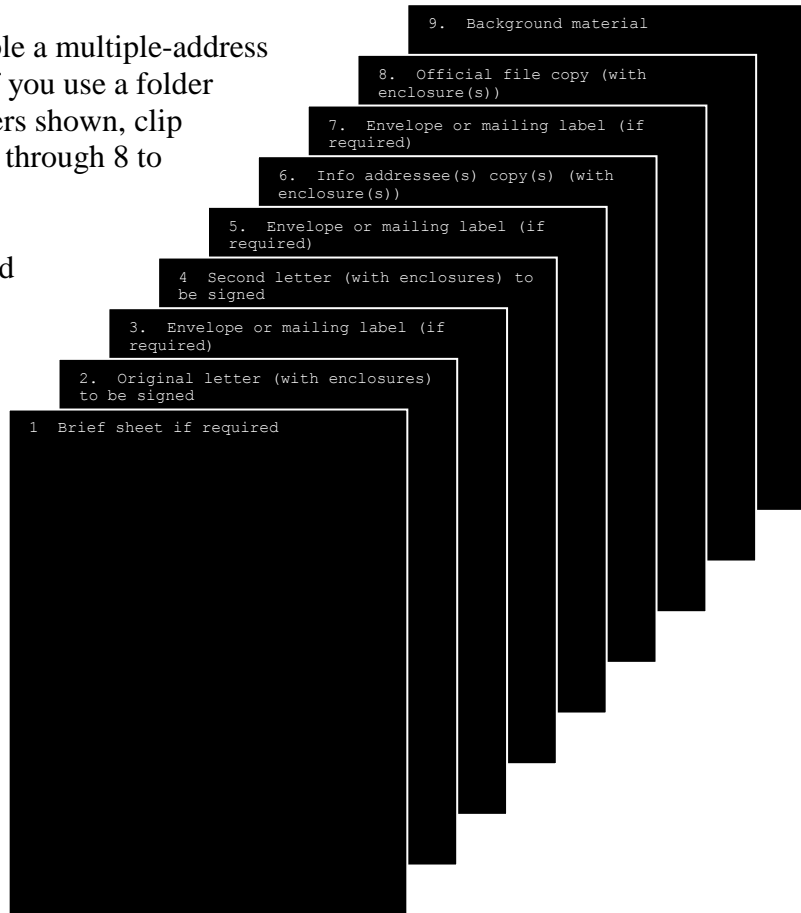 ble a multiple-address
f you use a folder
ers shown, clip
through 8 to
d
9. Background material
8. Official file copy (with
enclosure(s))
7. Envelope or mailing label (if
required)
6. Info addressee(s) copy(s) (with
enclosure(s))
5. Envelope or mailing label (if
required)
4 Second letter (with enclosures) to
be signed
3. Envelope or mailing label (if
required)
2. Original letter (with enclosures)
to be signed
1 Brief sheet if required